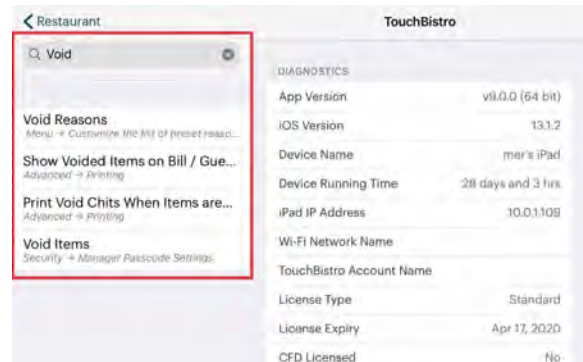 Restaurant
TouchBistro
Void
Void Reasons
Menu → Customize the list of preset reaso...
Show Voided Items on Bill / Gue...
Advanced → Printing
Print Void Chits When Items are...
Advanced → Printing
Void Items
Security → Manager Passcode Settings
DIAGNOSTICS
App Version v9.0.0 (64 bit)
iOS Version 13.1.2
Device Name mer's iPad
Device Running Time 28 days and 3 hrs
iPad IP Address 10.0.1.109
Wi-Fi Network Name
TouchBistro Account Name
License Type Standard
License Expiry Apr 17, 2020
CFD Licensed No